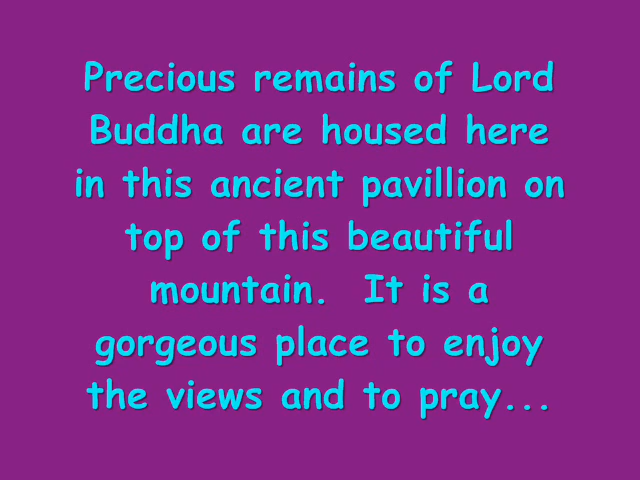 Precious remains of Lord
Buddha are housed here
in this ancient pavillion on
top of this beautiful
mountain.  It is a
gorgeous place to enjoy
the views and to pray...